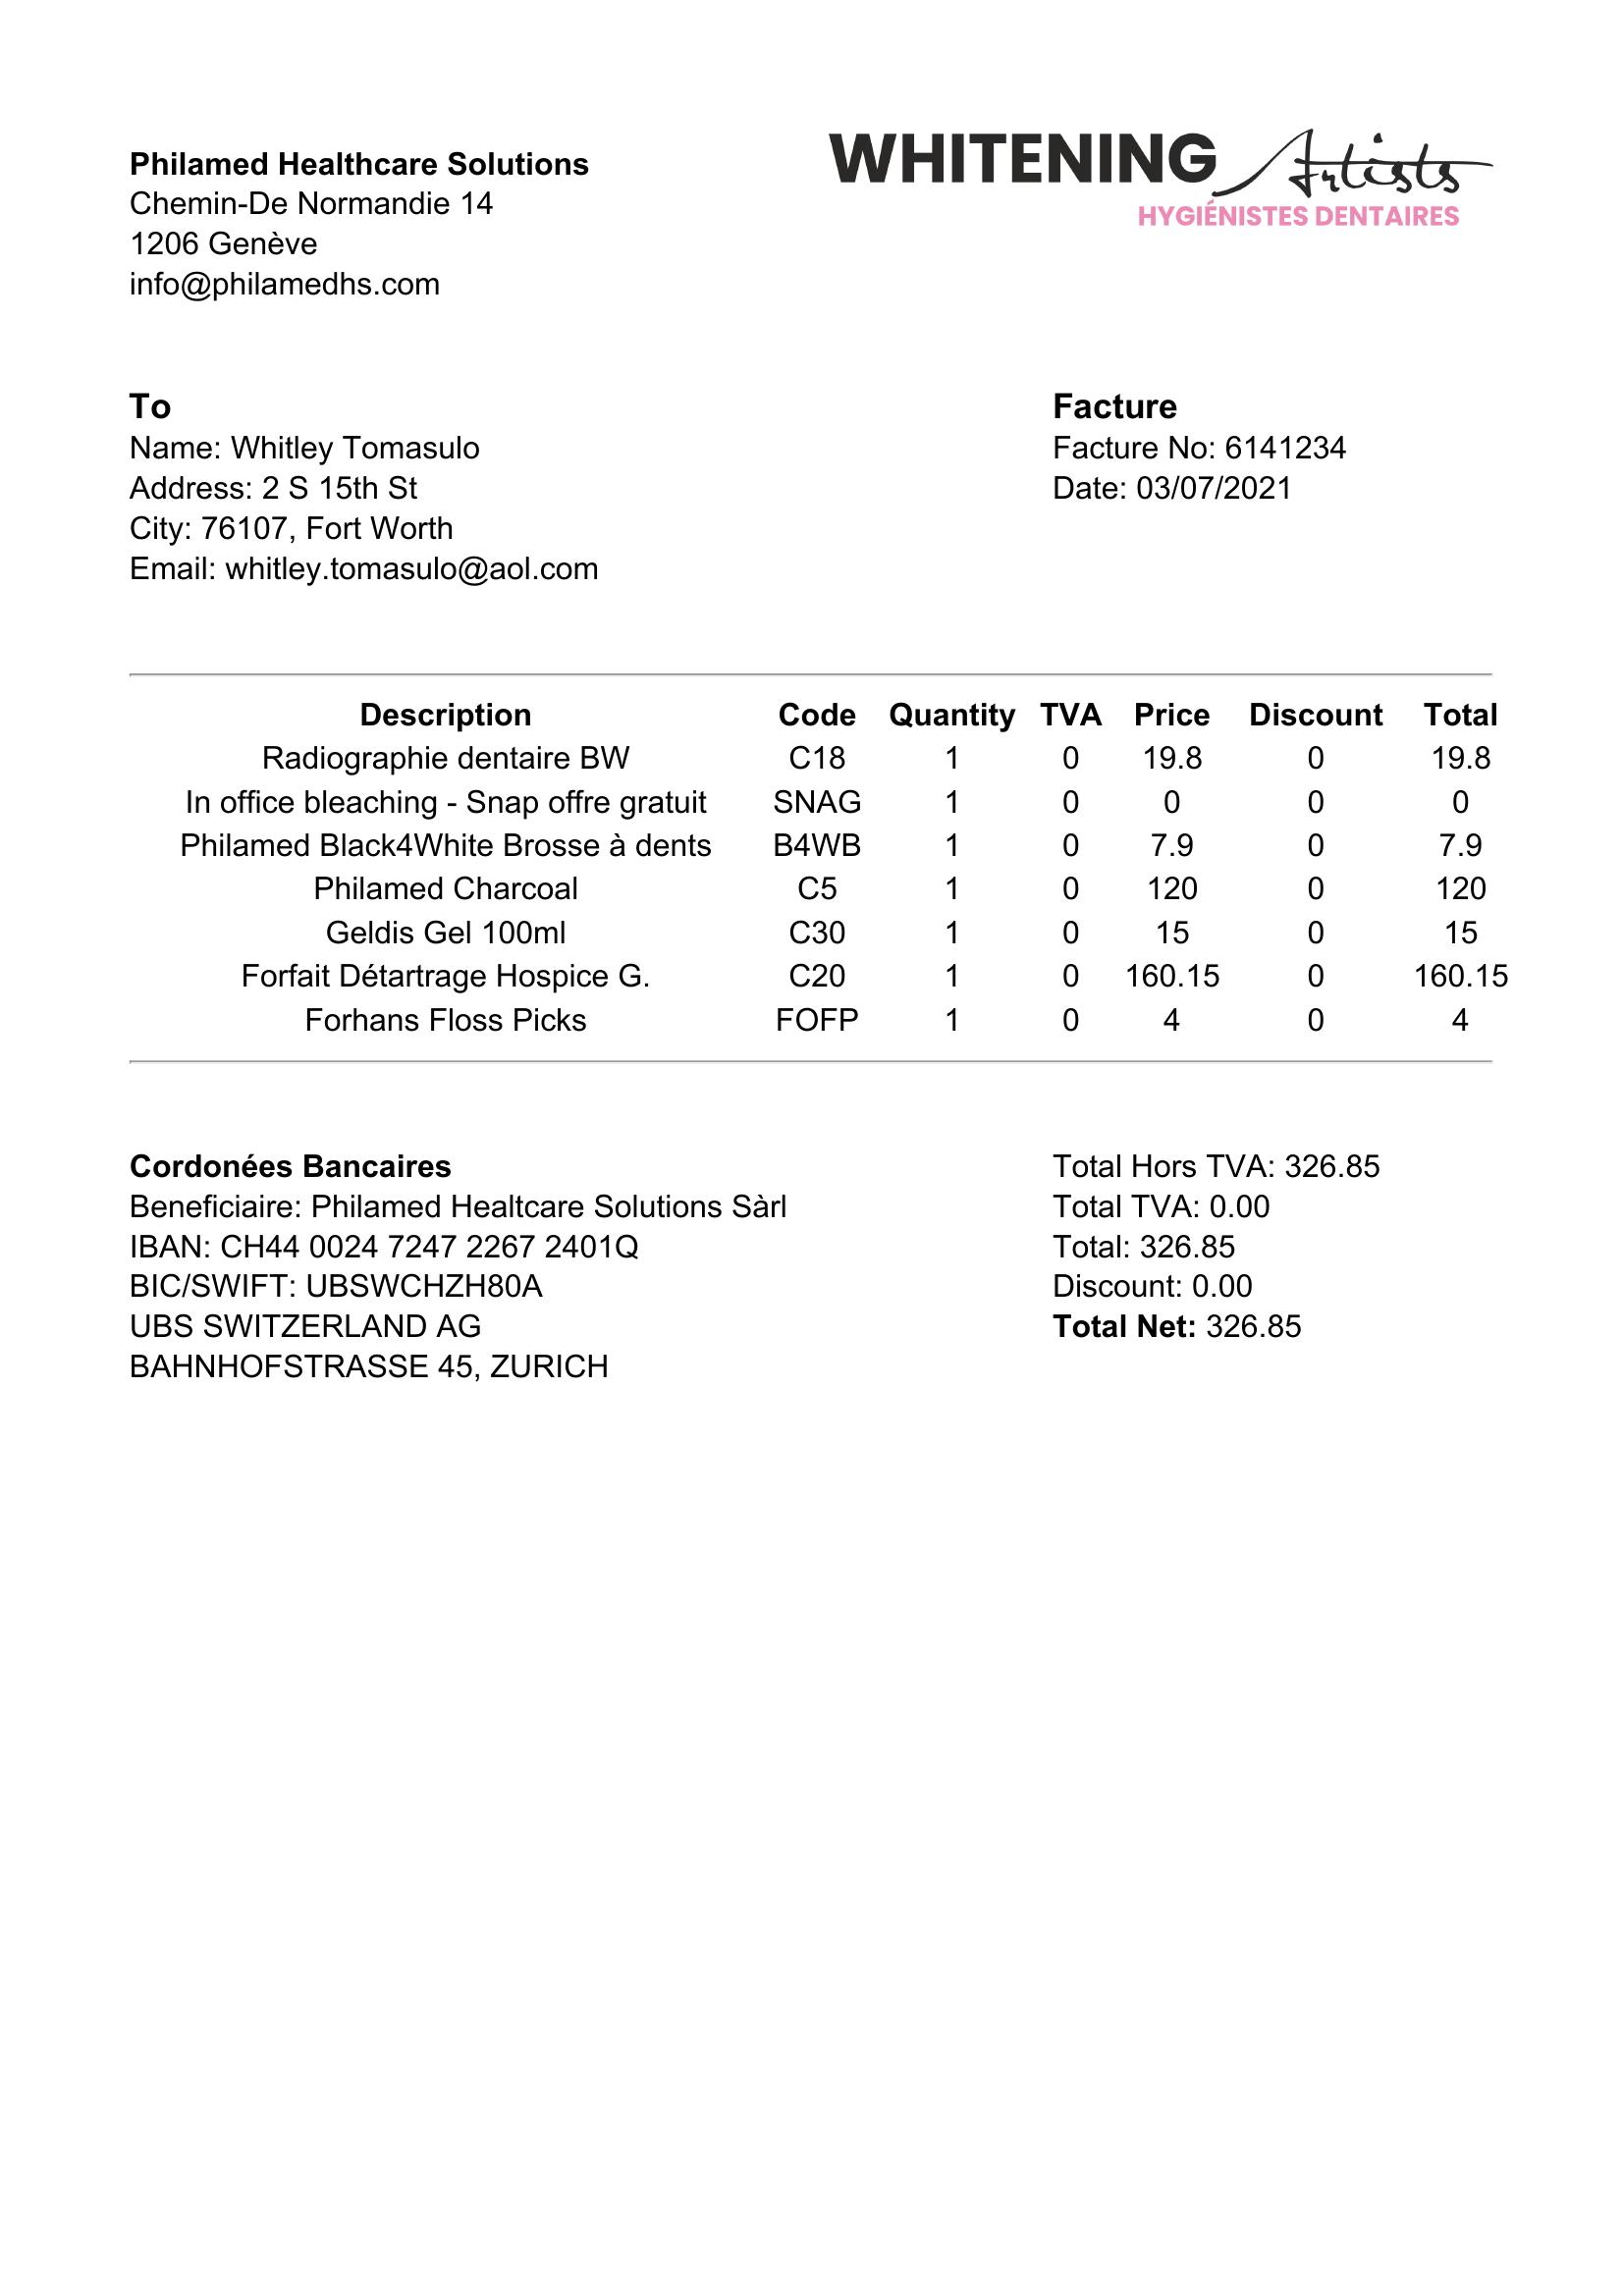 Philamed Healthcare Solutions
Chemin-De Normandie 14
1206 Genève
info@philamedhs.com
WHITENING Artists
HYGIÉNISTES DENTAIRES
To
Name: Whitley Tomasulo
Address: 2 S 15th St
City: 76107, Fort Worth
Email: whitley.tomasulo@aol.com
Facture
Facture No: 6141234
Date: 03/07/2021
Description Code Quantity TVA Price Discount Total
Radiographie dentaire BW C18 1 0 19.8 0 19.8
In office bleaching - Snap offre gratuit SNAG 1 0 0 0 0
Philamed Black4White Brosse à dents B4WB 1 0 7.9 0 7.9
Philamed Charcoal C5 1 0 120 0 120
Geldis Gel 100ml C30 1 0 15 0 15
Forfait Détartrage Hospice G. C20 1 0 160.15 0 160.15
Forhans Floss Picks FOFP 1 0 4 0 4
Cordonées Bancaires
Beneficiaire: Philamed Healtcare Solutions Sàrl
IBAN: CH44 0024 7247 2267 2401Q
BIC/SWIFT: UBSWCHZH80A
UBS SWITZERLAND AG
BAHNHOFSTRASSE 45, ZURICH
Total Hors TVA: 326.85
Total TVA: 0.00
Total: 326.85
Discount: 0.00
Total Net: 326.85